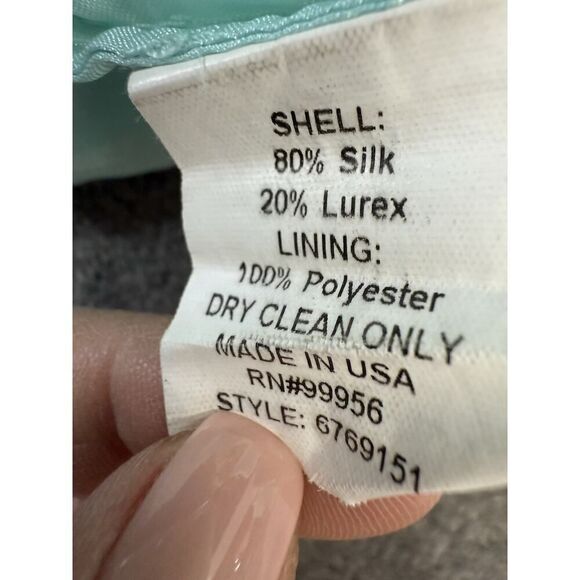 SHELL:
80% Silk
20% Lurex
LINING:
100% Polyester
DRY CLEAN ONLY
MADE IN USA
RN#99956
STYLE: 6769151